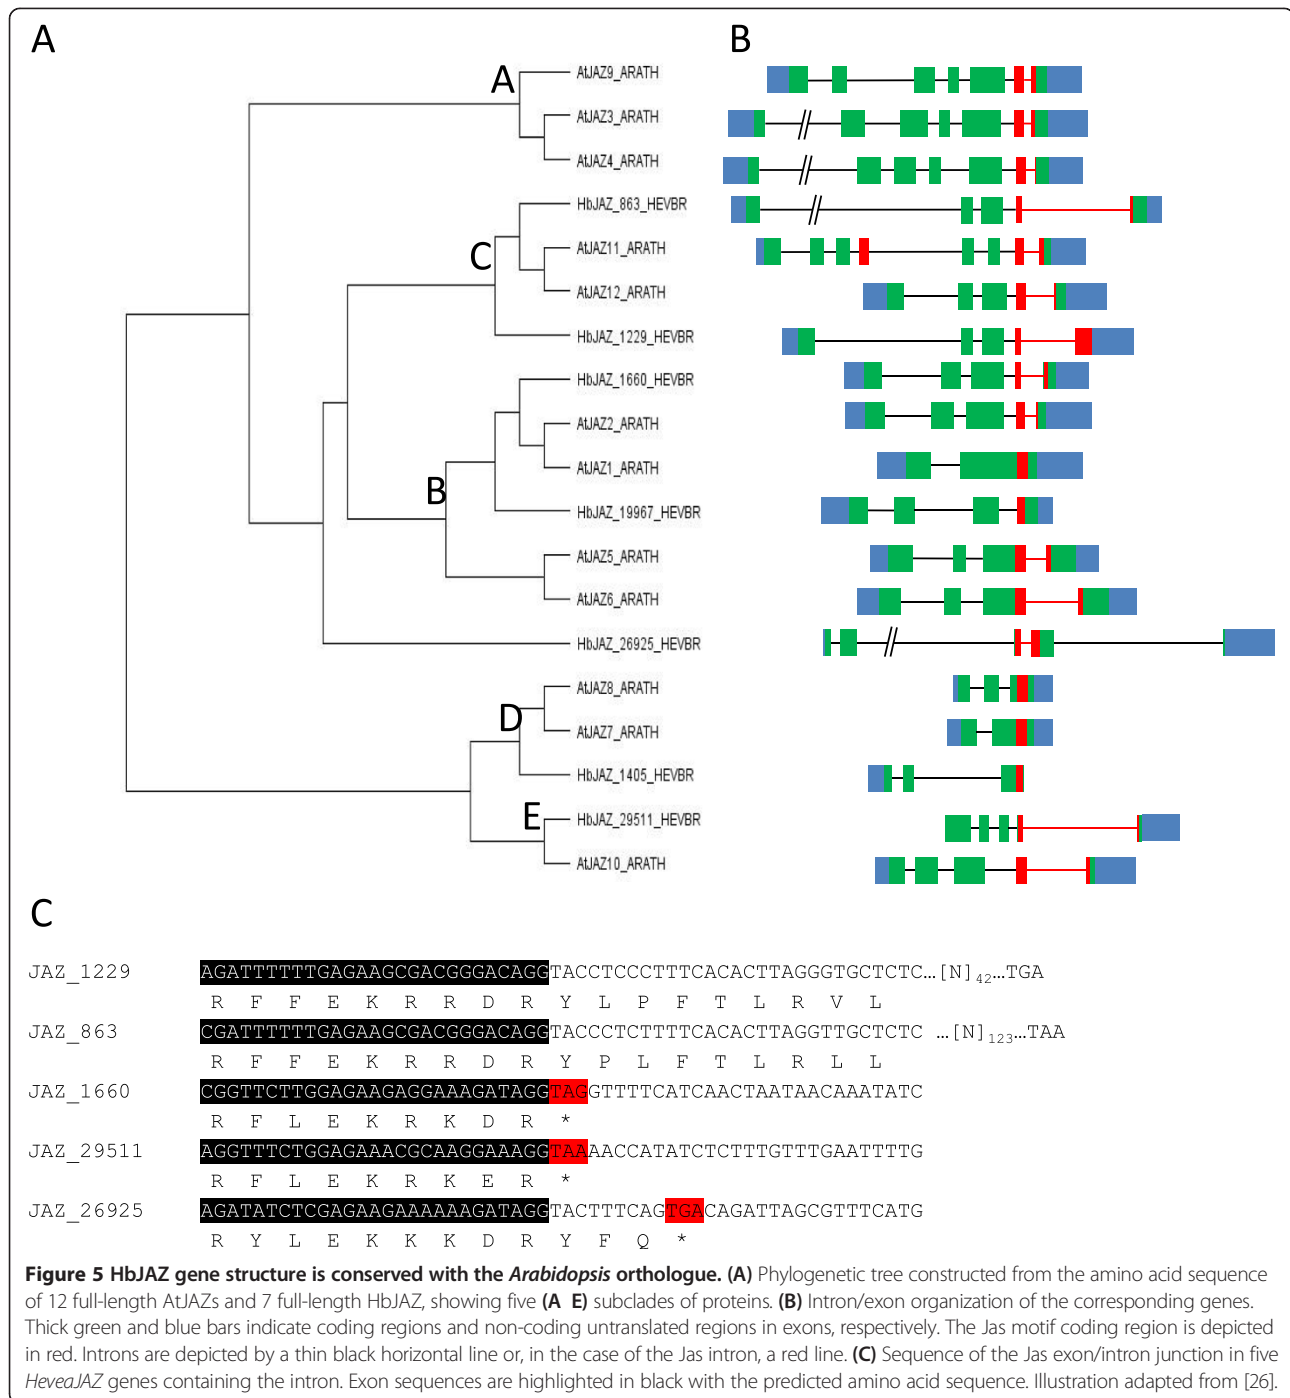 A
B
A
AtJAZ9_ARATH
AtJAZ3_ARATH
AtJAZ4_ARATH
HbJAZ_863_HEVBR
C
AtJAZ11_ARATH
AtJAZ12_ARATH
HbJAZ_1229_HEVBR
HbJAZ_1660_HEVBR
AtJAZ2_ARATH
AtJAZ1_ARATH
B
HbJAZ_19967_HEVBR
AtJAZ5_ARATH
AtJAZ6_ARATH
HbJAZ_26925_HEVBR
AtJAZ8_ARATH
D
AtJAZ7_ARATH
HbJAZ_1405_HEVBR
E
HbJAZ_29511_HEVBR
AtJAZ10_ARATH
C
JAZ_1229 AGATTTTTTGAGAAGCGACGGGACAGGTACCTCCCTTTCACACTTAGGGTGCTCTC…[N]42…TGA
R F F E K R R D R Y L P F T L R V L
JAZ_863 CGATTTTTTGAGAAGCGACGGGACAGGTACCCTCTTTTCACACTTAGGTTGCTCTC …[N]123…TAA
R F F E K R R D R Y P L F T L R L L
JAZ_1660 CGGTTCTTGGAGAAGAGGAAAGATAGGTAGGTTTTCATCAACTAATAACAAATATC
R F L E K R K D R *
JAZ_29511 AGGTTTCTGGAGAAACGCAAGGAAAGGTAAAACCATATCTCTTTGTTTGAATTTTG
R F L E K R K E R *
JAZ_26925 AGATATCTCGAGAAGAAAAAAGATAGGTACTTTCAGTGACAGATTAGCGTTTCATG
R Y L E K K K D R Y F Q *
Figure 5 HbJAZ gene structure is conserved with the Arabidopsis orthologue. (A) Phylogenetic tree constructed from the amino acid sequence
of 12 full-length AtJAZs and 7 full-length HbJAZ, showing five (A E) subclades of proteins. (B) Intron/exon organization of the corresponding genes.
Thick green and blue bars indicate coding regions and non-coding untranslated regions in exons, respectively. The Jas motif coding region is depicted
in red. Introns are depicted by a thin black horizontal line or, in the case of the Jas intron, a red line. (C) Sequence of the Jas exon/intron junction in five
HeveaJAZ genes containing the intron. Exon sequences are highlighted in black with the predicted amino acid sequence. Illustration adapted from [26].